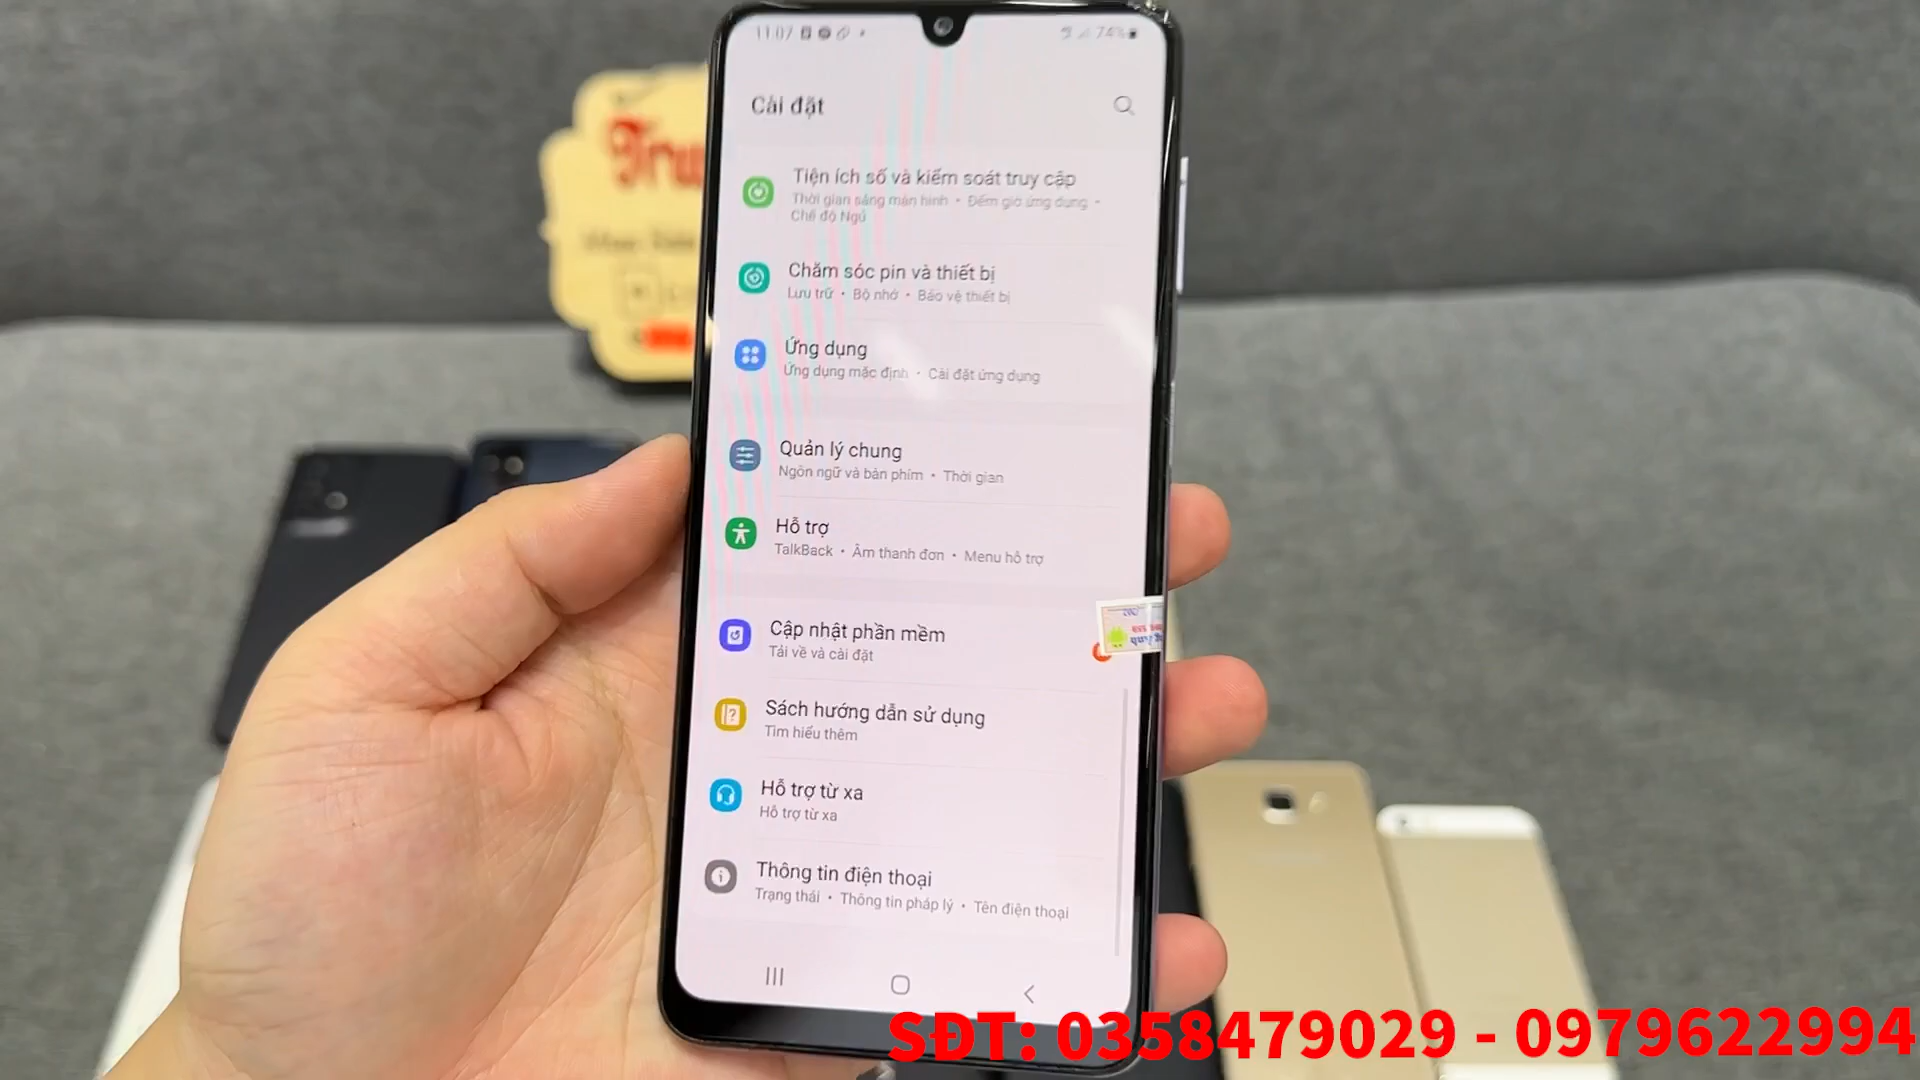 11:07
74%
Cài đặt
Tiện ích số và kiểm soát truy cập
Thời gian sáng màn hình • Đếm giờ ứng dụng •
Chế độ Ngủ
Chăm sóc pin và thiết bị
Lưu trữ • Bộ nhớ • Bảo vệ thiết bị
Ứng dụng
Ứng dụng mặc định • Cài đặt ứng dụng
Quản lý chung
Ngôn ngữ và bàn phím • Thời gian
Hỗ trợ
TalkBack • Âm thanh đơn • Menu hỗ trợ
Cập nhật phần mềm
Tải về và cài đặt
Sách hướng dẫn sử dụng
Tìm hiểu thêm
Hỗ trợ từ xa
Hỗ trợ từ xa
Thông tin điện thoại
Trạng thái • Thông tin pháp lý • Tên điện thoại
SĐT: 0358479029 - 0979622994